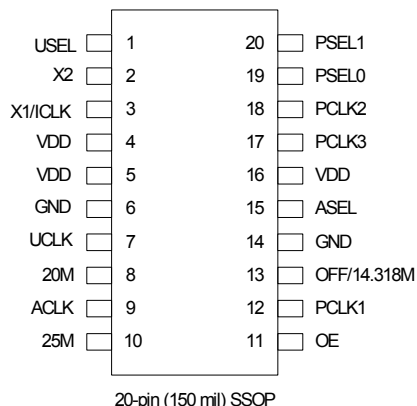 USEL 1 20 PSEL1
X2 2 19 PSEL0
X1/ICLK 3 18 PCLK2
VDD 4 17 PCLK3
VDD 5 16 VDD
GND 6 15 ASEL
UCLK 7 14 GND
20M 8 13 OFF/14.318M
ACLK 9 12 PCLK1
25M 10 11 OE
20-pin (150 mil) SSOP